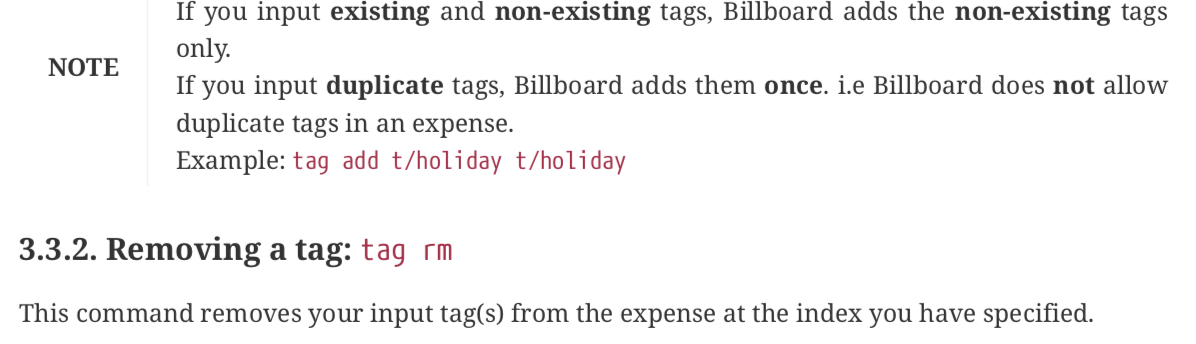 If you input existing and non-existing tags, Billboard adds the non-existing tags
only.
NOTE
If you input duplicate tags, Billboard adds them once. i.e Billboard does not allow
duplicate tags in an expense.
Example: tag add t/holiday t/holiday
3.3.2. Removing a tag: tag rm
This command removes your input tag(s) from the expense at the index you have specified.